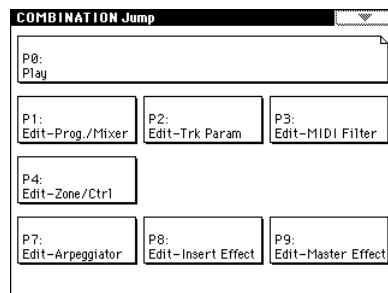 COMBINATION Jump
P0:
Play
P1:
Edit-Prog./Mixer
P2:
Edit-Trk Param
P3:
Edit-MIDI Filter
P4:
Edit-Zone/Ctrl
P7:
Edit-Arpeggiator
P8:
Edit-Insert Effect
P9:
Edit-Master Effect